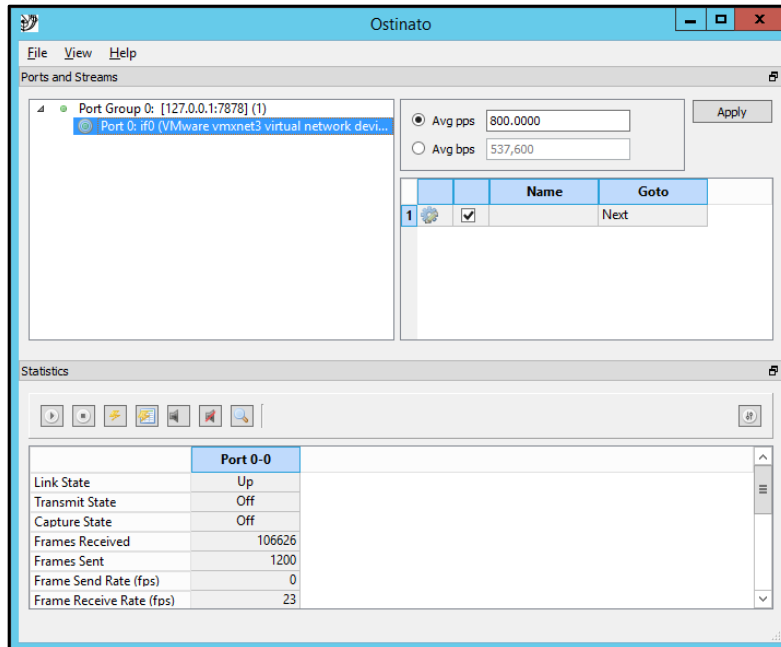 Ostinato
File View Help
Ports and Streams
Port Group 0: [127.0.0.1:7878] (1)
Port 0: if0 (VMware vmxnet3 virtual network devi...
Avg pps 800.0000
Avg bps 537,600
Apply
Name Goto
1 Next
Statistics
Port 0-0
Link State Up
Transmit State Off
Capture State Off
Frames Received 106626
Frames Sent 1200
Frame Send Rate (fps) 0
Frame Receive Rate (fps) 23